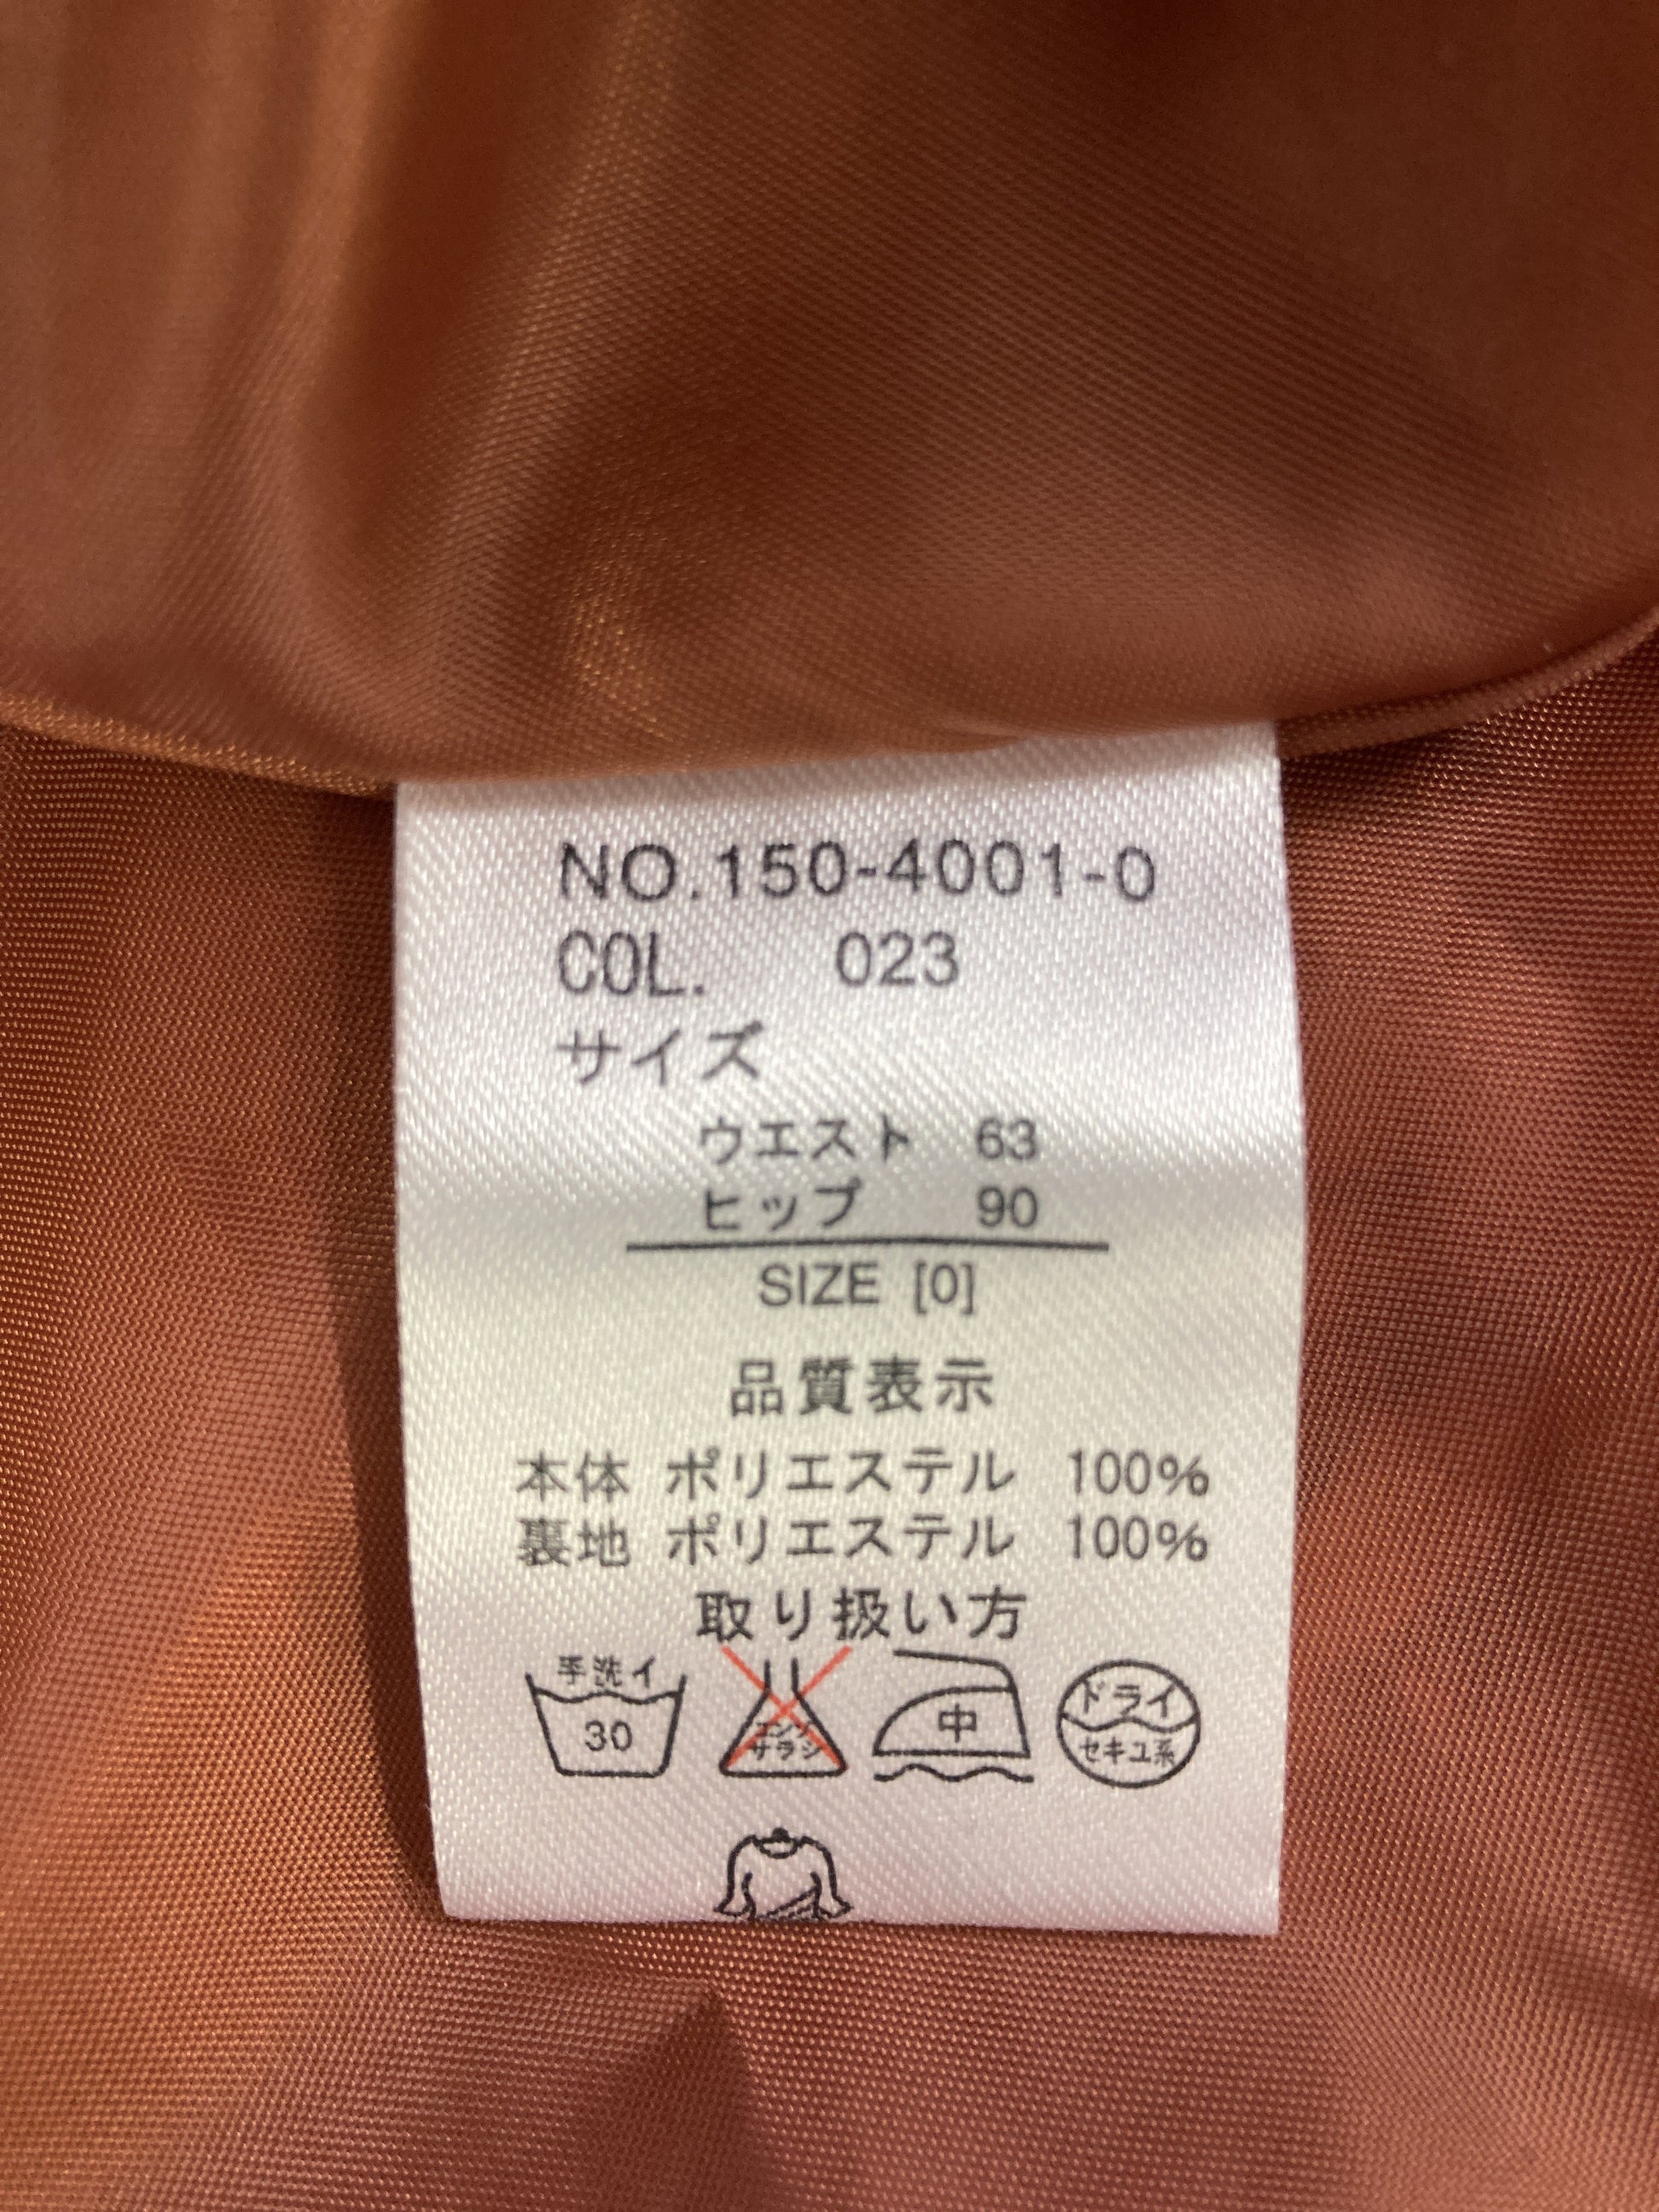 NO.150-4001-0
COL. 023
サイズ
ウエスト 63
ヒップ 90
SIZE [0]
品質表示
本体 ポリエステル 100%
裏地 ポリエステル 100%
取り扱い方
手洗イ
30
エンソ
サラシ
中
ドライ
セキユ系